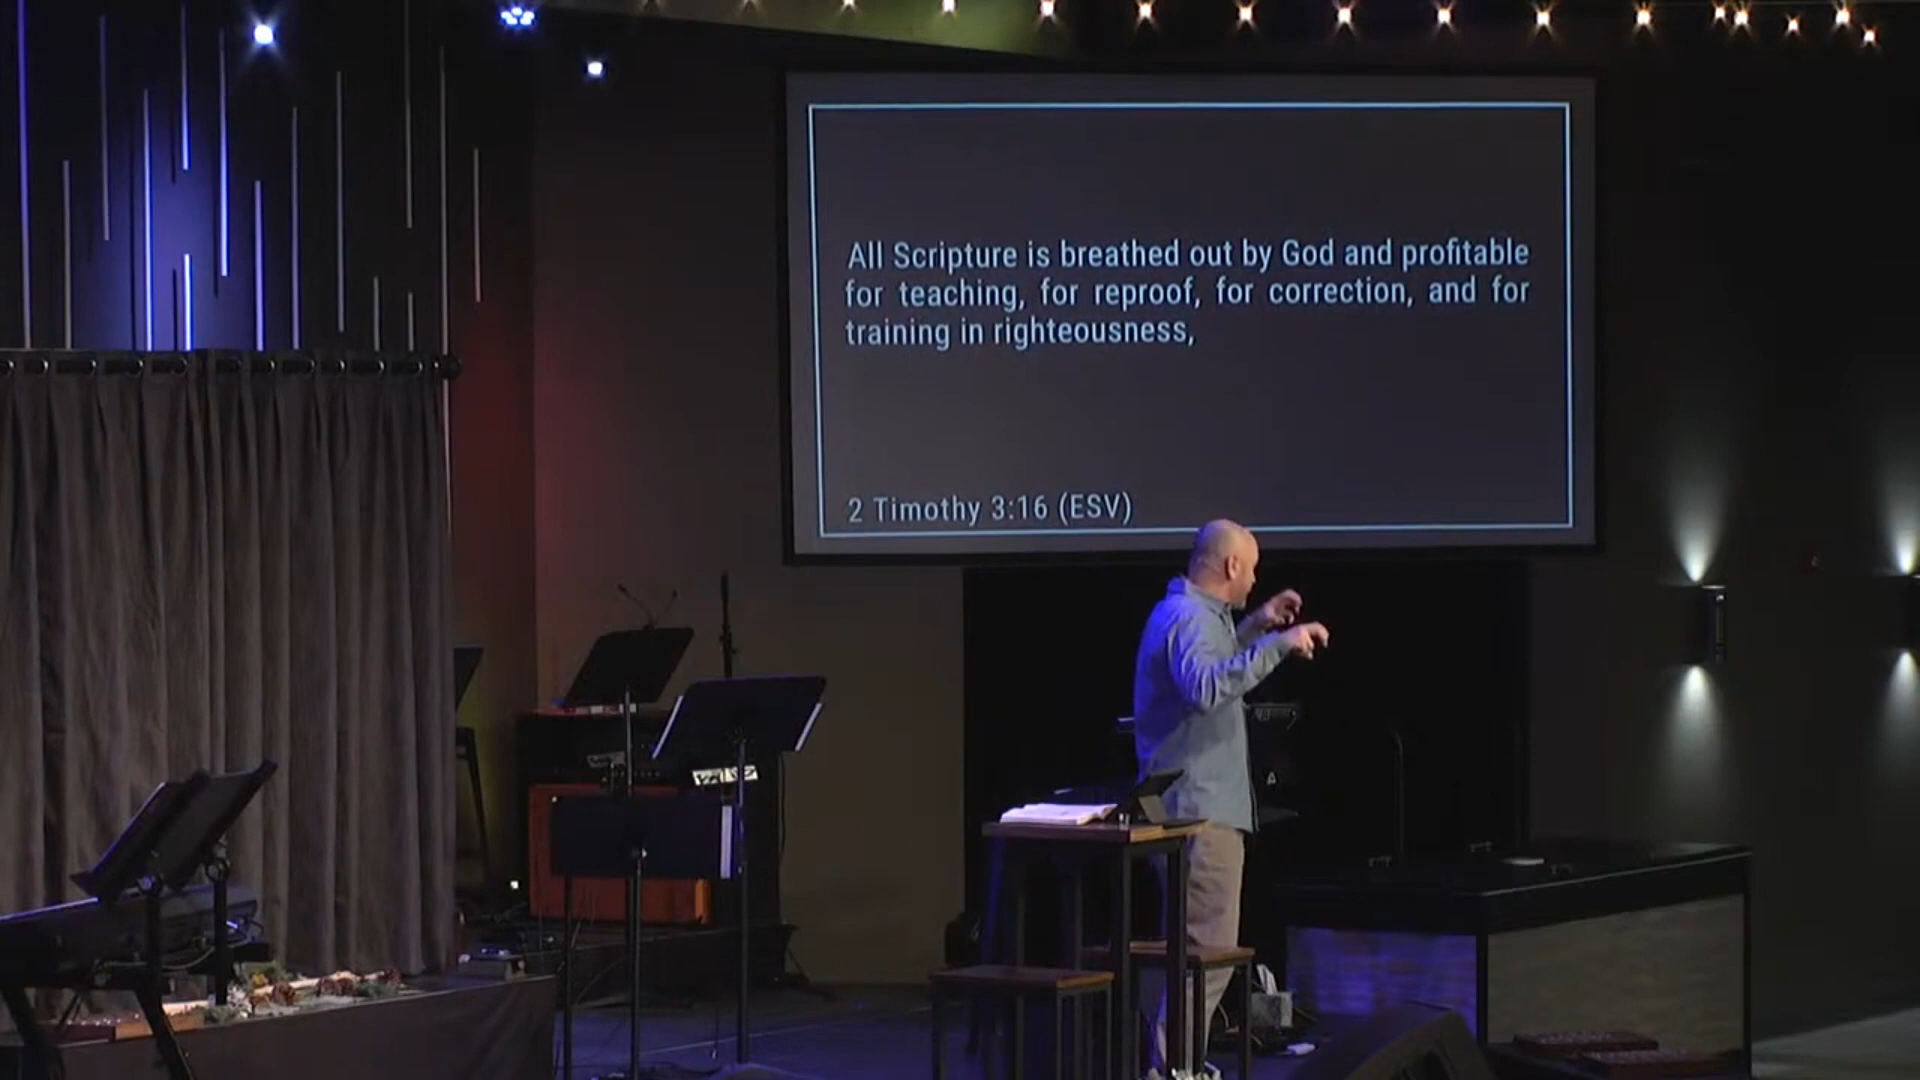 All Scripture is breathed out by God and profitable
for teaching, for reproof, for correction, and for
training in righteousness,
2 Timothy 3:16 (ESV)